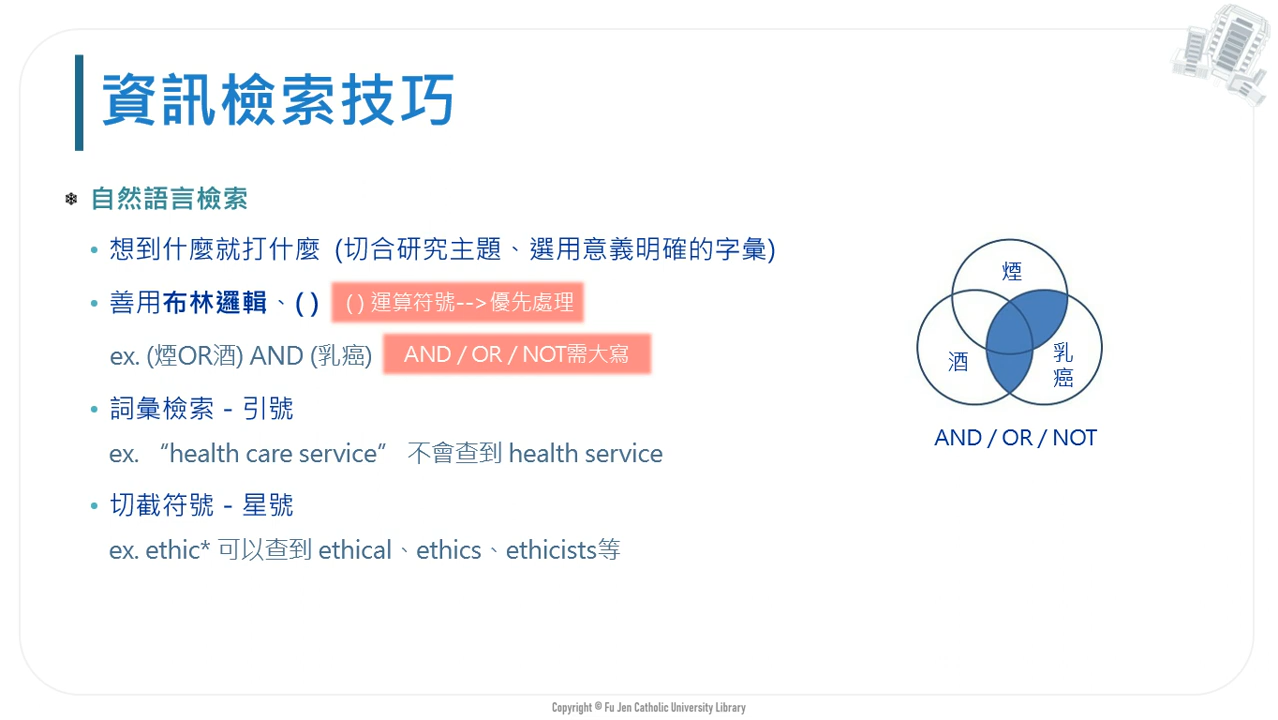 資訊檢索技巧
❄ 自然語言檢索
• 想到什麼就打什麼 (切合研究主題、選用意義明確的字彙)
• 善用布林邏輯、( ) ( ) 運算符號-->優先處理
ex. (煙OR酒) AND (乳癌) AND / OR / NOT需大寫
• 詞彙檢索 - 引號
ex. “health care service” 不會查到 health service
• 切截符號 - 星號
ex. ethic* 可以查到 ethical、ethics、ethicists等
煙
酒
乳
癌
AND / OR / NOT
Copyright © Fu Jen Catholic University Library